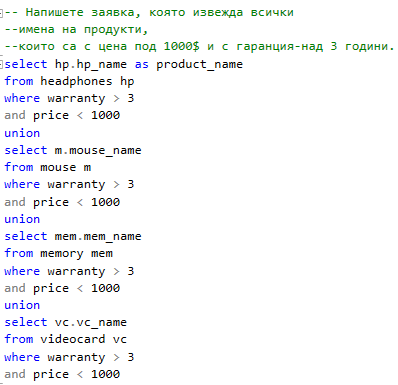 -- Напишете заявка, която извежда всички
--имена на продукти,
--които са с цена под 1000$ и с гаранция-над 3 години.
select hp.hp_name as product_name
from headphones hp
where warranty > 3
and price < 1000
union
select m.mouse_name
from mouse m
where warranty > 3
and price < 1000
union
select mem.mem_name
from memory mem
where warranty > 3
and price < 1000
union
select vc.vc_name
from videocard vc
where warranty > 3
and price < 1000